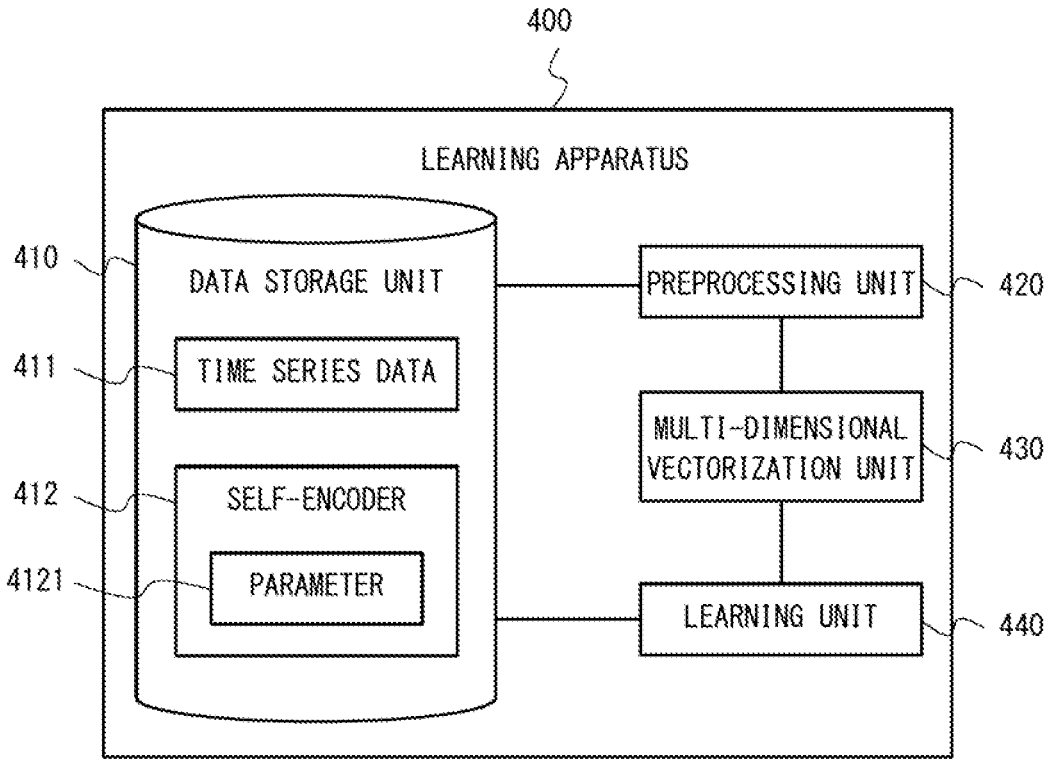 400
LEARNING APPARATUS
410
DATA STORAGE UNIT
PREPROCESSING UNIT
420
411
TIME SERIES DATA
MULTI-DIMENSIONAL
VECTORIZATION UNIT
430
412
SELF-ENCODER
4121
PARAMETER
LEARNING UNIT
440